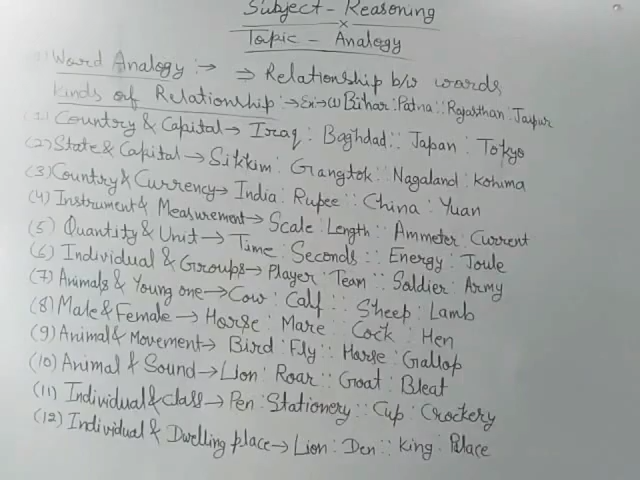 Subject - Reasoning
x
Topic - Analogy
Word Analogy :→ ⇒ Relationship b/w words
Kinds of Relationship :→ Ex→(i) Bihar : Patna :: Rajasthan : Jaipur
(1) Country & Capital → Iraq : Baghdad :: Japan : Tokyo
(2) State & Capital → Sikkim : Gangtok :: Nagaland : Kohima
(3) Country & Currency → India : Rupee :: China : Yuan
(4) Instrument & Measurement → Scale : Length :: Ammeter : Current
(5) Quantity & Unit → Time : Seconds :: Energy : Joule
(6) Individual & Groups → Player : Team :: Soldier : Army
(7) Animals & Young one → Cow : Calf :: Sheep : Lamb
(8) Male & Female → Horse : Mare :: Cock : Hen
(9) Animal & Movement → Bird : Fly :: Horse : Gallop
(10) Animal & Sound → Lion : Roar :: Goat : Bleat
(11) Individual & class → Pen : Stationery :: Cup : Crockery
(12) Individual & Dwelling place → Lion : Den :: King : Palace